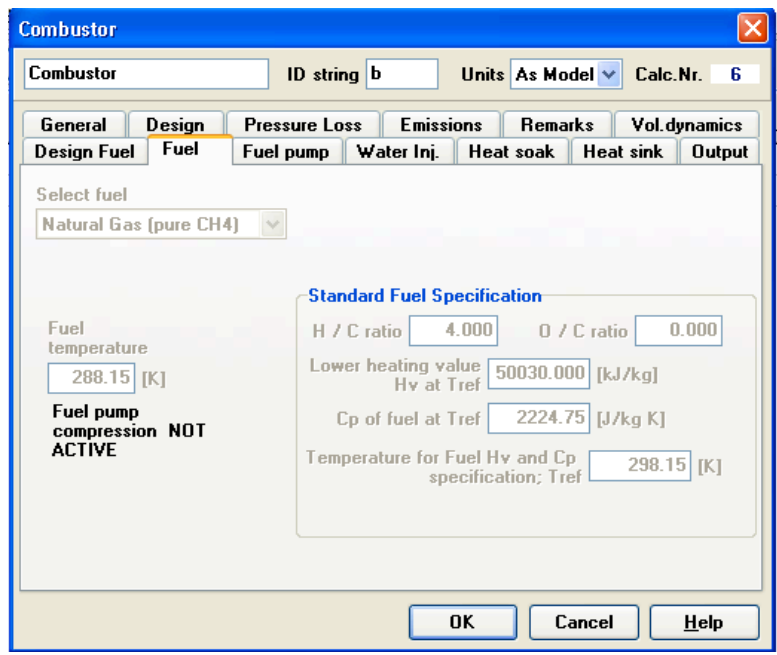 Combustor
Combustor ID string b Units As Model Calc.Nr. 6
General Design Pressure Loss Emissions Remarks Vol.dynamics
Design Fuel Fuel Fuel pump Water Inj. Heat soak Heat sink Output
Select fuel
Natural Gas (pure CH4)
Standard Fuel Specification
H / C ratio 4.000 O / C ratio 0.000
Lower heating value
Hv at Tref 50030.000 [kJ/kg]
Cp of fuel at Tref 2224.75 [J/kg K]
Temperature for Fuel Hv and Cp
specification; Tref 298.15 [K]
Fuel
temperature
288.15 [K]
Fuel pump
compression NOT
ACTIVE
OK Cancel Help